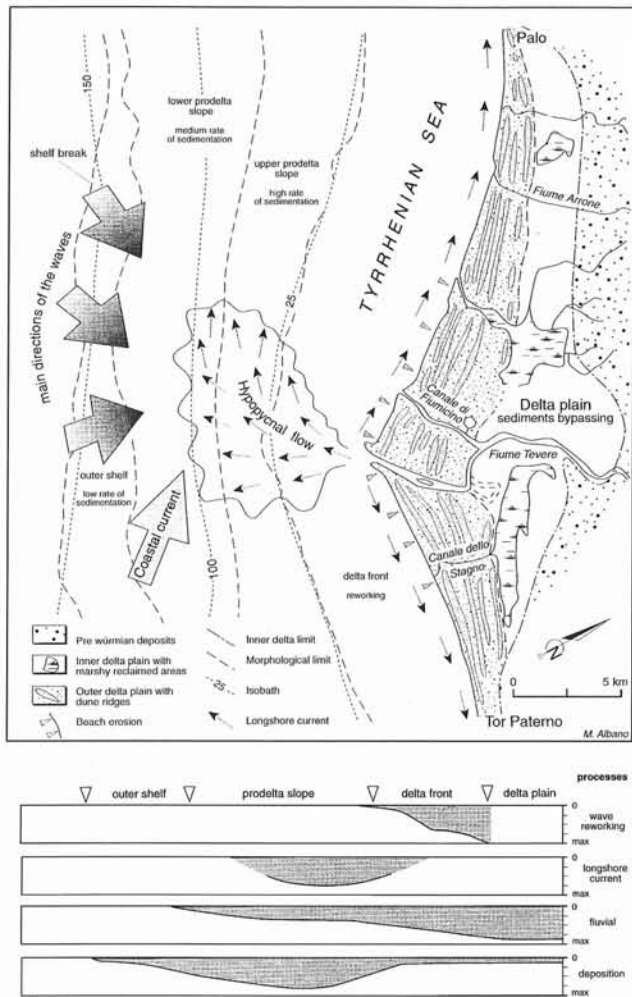 Palo
150
lower prodelta
slope
medium rate
of sedimentation
shelf break
upper prodelta
slope
high rate
of sedimentation
TYRRHENIAN SEA
Fiume Arrone
25
main directions of the waves
Hypopycnal flow
Canale di
Fiumicino
Delta plain
sediments bypassing
Fiume Tevere
outer shelf
low rate of
sedimentation
Coastal current
100
Canale dello
Stagno
delta front
reworking
N
Pre würmian deposits
Inner delta plain with
marshy reclaimed areas
Outer delta plain with
dune ridges
Beach erosion
Inner delta limit
Morphological limit
25
Isobath
Longshore current
0 5 km
Tor Paterno
M. Albano
processes
outer shelf prodelta slope delta front delta plain
0
wave
reworking
max
0
longshore
current
max
0
fluvial
max
0
deposition
max